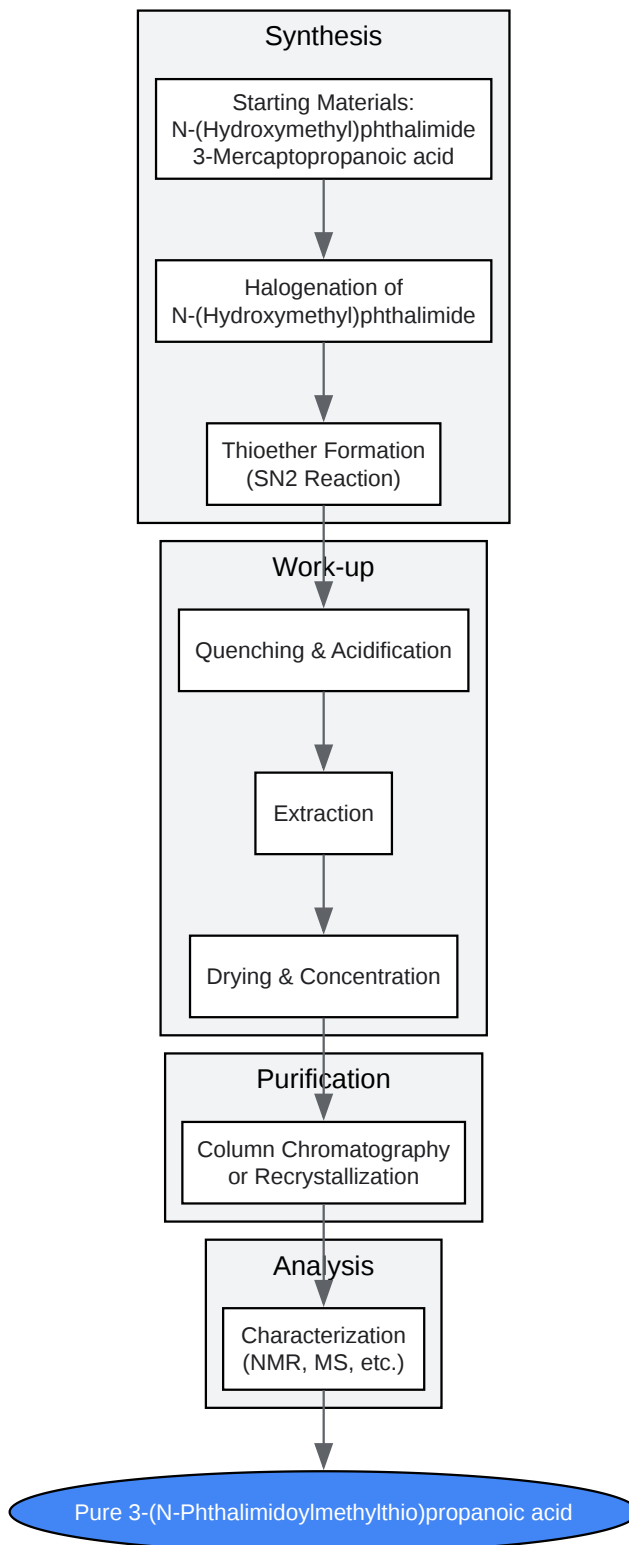 Synthesis
Starting Materials:
N-(Hydroxymethyl)phthalimide
3-Mercaptopropanoic acid
Halogenation of
N-(Hydroxymethyl)phthalimide
Thioether Formation
(SN2 Reaction)
Work-up
Quenching & Acidification
Extraction
Drying & Concentration
Purification
Column Chromatography
or Recrystallization
Analysis
Characterization
(NMR, MS, etc.)
Pure 3-(N-Phthalimidoylmethylthio)propanoic acid